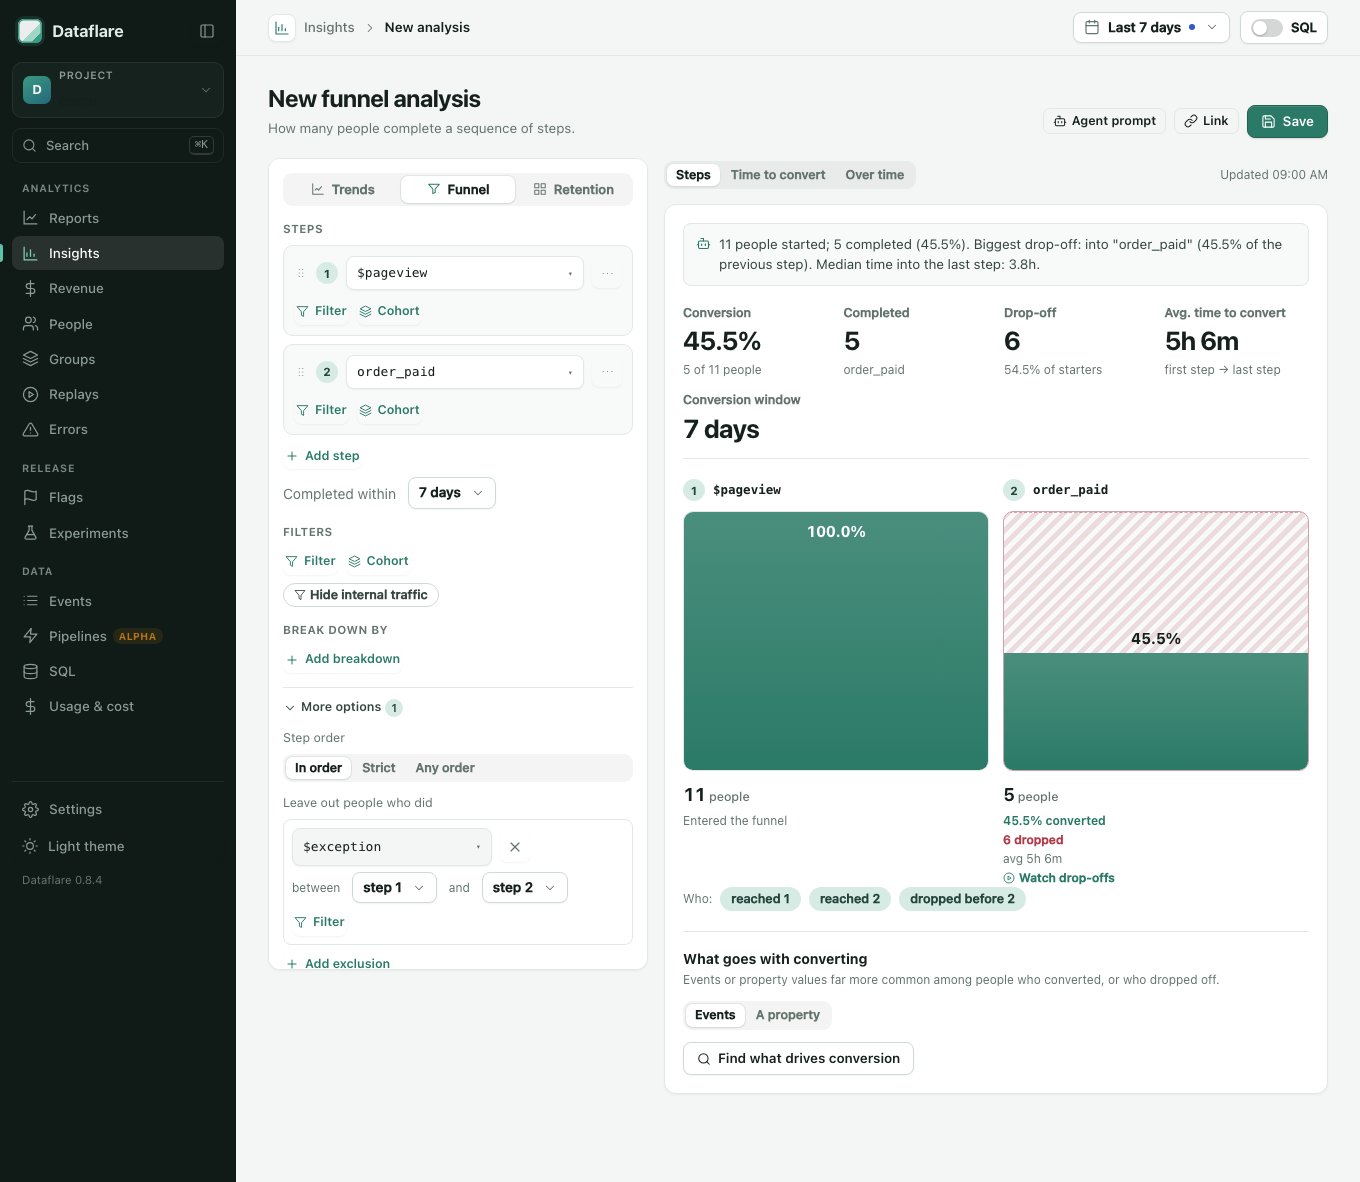 Dataflare
PROJECT
D
Search
⌘K
ANALYTICS
Reports
Insights
Revenue
People
Groups
Replays
Errors
RELEASE
Flags
Experiments
DATA
Events
Pipelines ALPHA
SQL
Usage & cost
Settings
Light theme
Dataflare 0.8.4
Insights > New analysis
Last 7 days
SQL
New funnel analysis
How many people complete a sequence of steps.
Agent prompt
Link
Save
Trends
Funnel
Retention
STEPS
1 $pageview
Filter Cohort
2 order_paid
Filter Cohort
+ Add step
Completed within 7 days
FILTERS
Filter Cohort
Hide internal traffic
BREAK DOWN BY
+ Add breakdown
More options 1
Step order
In order Strict Any order
Leave out people who did
$exception
between step 1 and step 2
Filter
+ Add exclusion
Steps Time to convert Over time
Updated 09:00 AM
11 people started; 5 completed (45.5%). Biggest drop-off: into "order_paid" (45.5% of the
previous step). Median time into the last step: 3.8h.
Conversion
45.5%
5 of 11 people
Completed
5
order_paid
Drop-off
6
54.5% of starters
Avg. time to convert
5h 6m
first step → last step
Conversion window
7 days
1 $pageview
100.0%
11 people
Entered the funnel
2 order_paid
45.5%
5 people
45.5% converted
6 dropped
avg 5h 6m
Watch drop-offs
Who: reached 1 reached 2 dropped before 2
What goes with converting
Events or property values far more common among people who converted, or who dropped off.
Events A property
Find what drives conversion